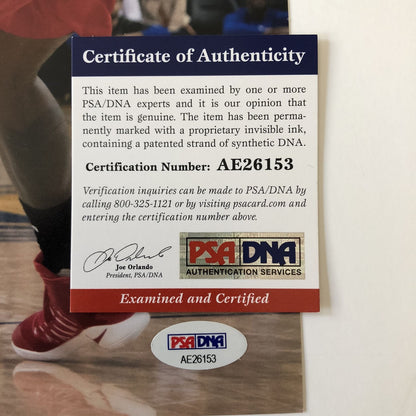 Certificate of Authenticity
This item has been examined by one or more
PSA/DNA experts and it is our opinion that
the item is genuine. The item has been perma-
nently marked with a proprietary invisible ink,
containing a patented strand of synthetic DNA.
Certification Number: AE26153
Verification inquiries can be made to PSA/DNA by
calling 800-325-1121 or by visiting psacard.com and
entering the certification number above.
Joe Orlando
President, PSA/DNA
PSA DNA
AUTHENTICATION SERVICES
Examined and Certified
PSA DNA
AE26153